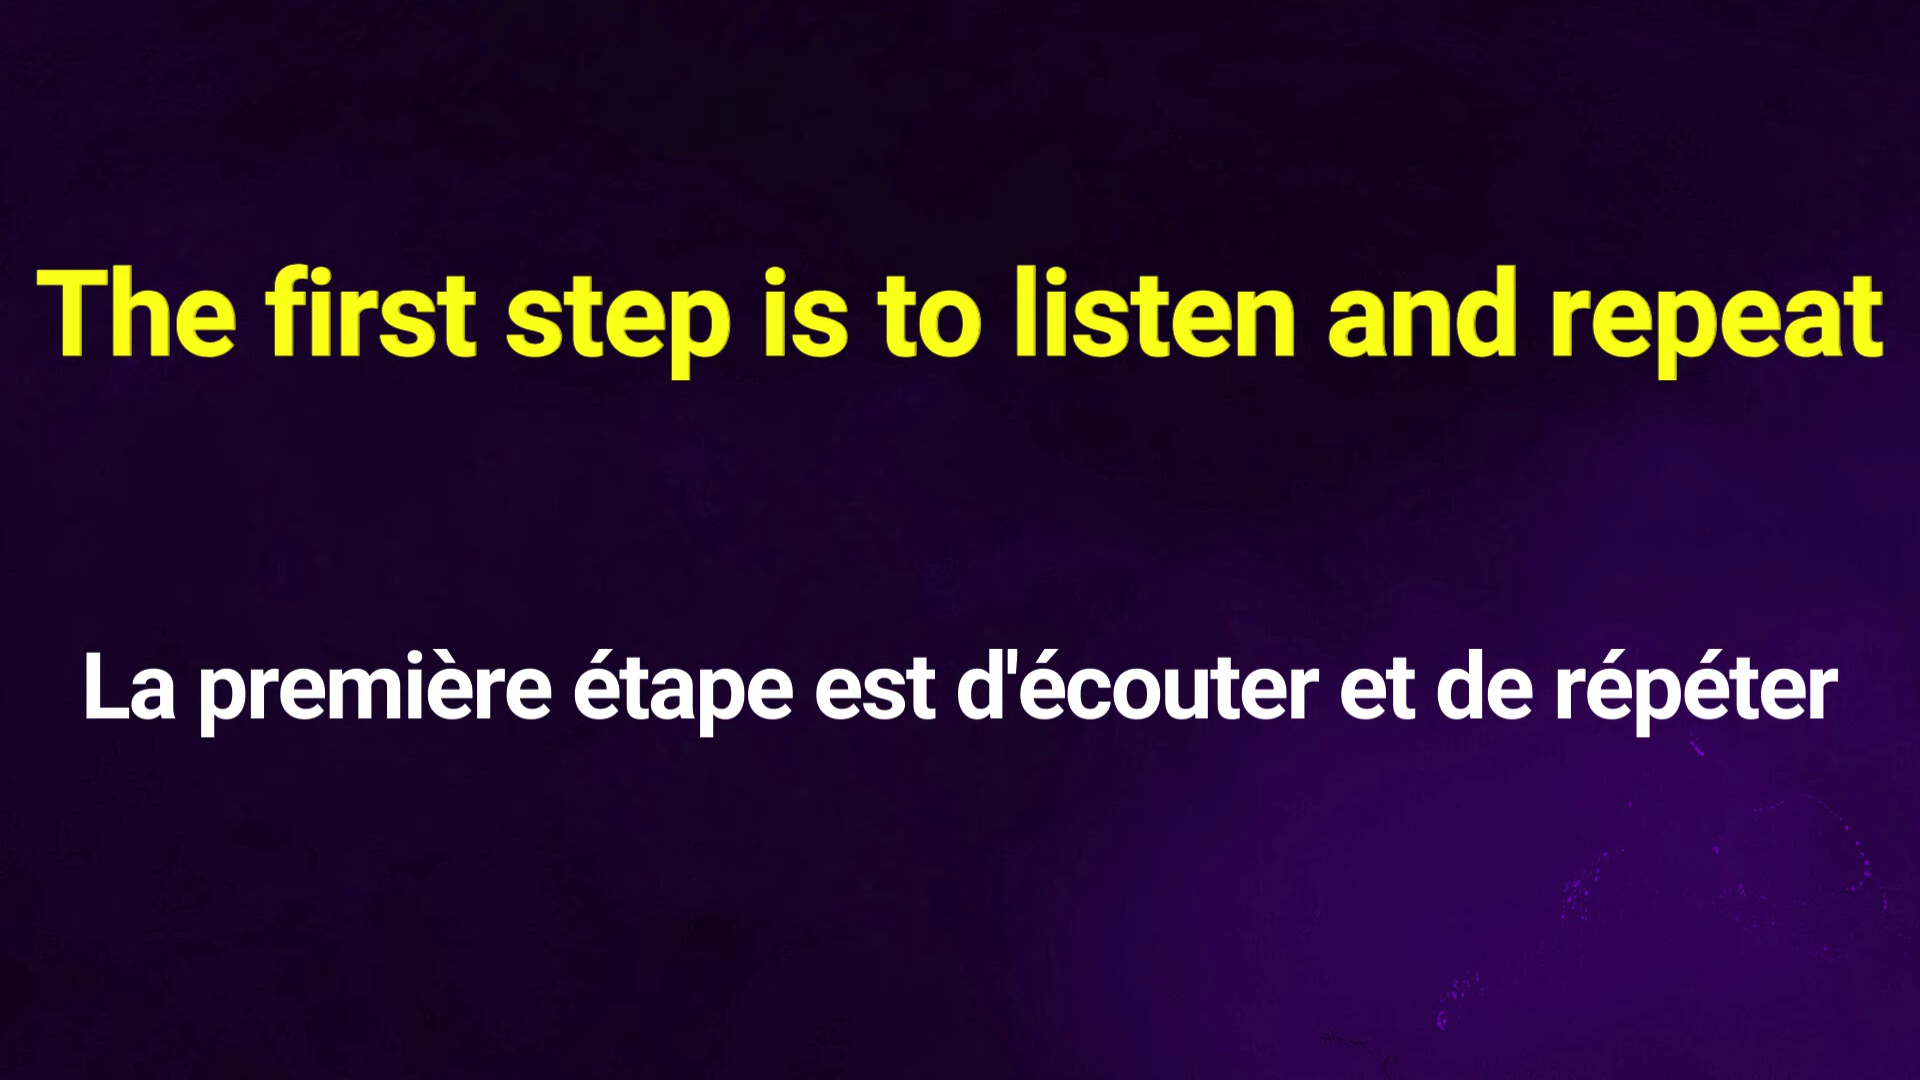 The first step is to listen and repeat
La première étape est d'écouter et de répéter